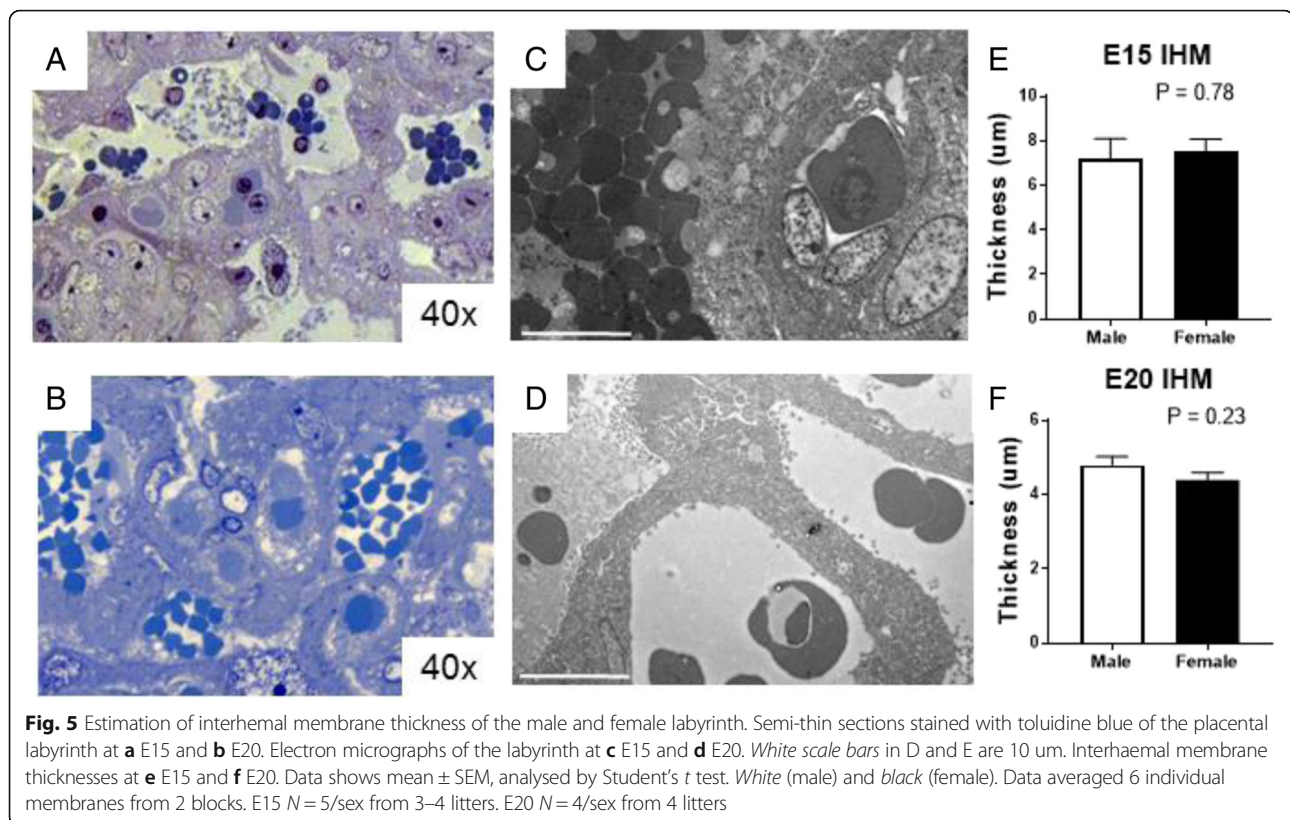 A
40x
C
E
E15 IHM
P = 0.78
Thickness (um)
10
8
6
4
2
0
Male
Female
B
40x
D
F
E20 IHM
P = 0.23
Thickness (um)
6
4
2
0
Male
Female
Fig. 5 Estimation of interhemal membrane thickness of the male and female labyrinth. Semi-thin sections stained with toluidine blue of the placental
labyrinth at a E15 and b E20. Electron micrographs of the labyrinth at c E15 and d E20. White scale bars in D and E are 10 um. Interhaemal membrane
thicknesses at e E15 and f E20. Data shows mean ± SEM, analysed by Student's t test. White (male) and black (female). Data averaged 6 individual
membranes from 2 blocks. E15 N = 5/sex from 3–4 litters. E20 N = 4/sex from 4 litters